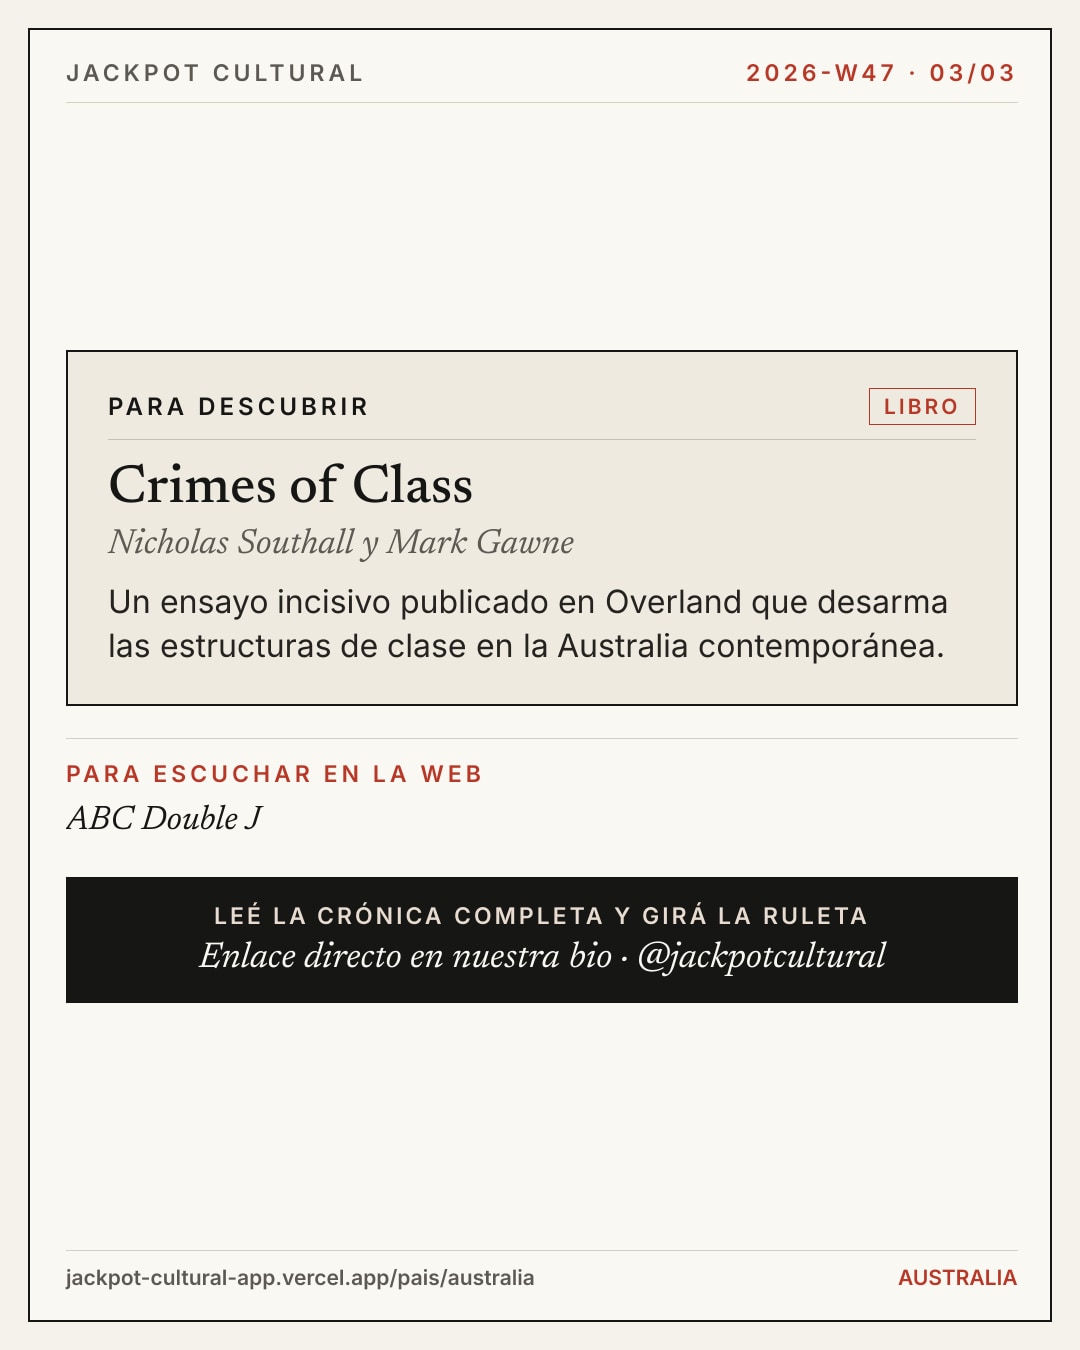 JACKPOT CULTURAL
2026-W47 · 03/03
PARA DESCUBRIR
LIBRO
Crimes of Class
Nicholas Southall y Mark Gawne
Un ensayo incisivo publicado en Overland que desarma
las estructuras de clase en la Australia contemporánea.
PARA ESCUCHAR EN LA WEB
ABC Double J
LEÉ LA CRÓNICA COMPLETA Y GIRÁ LA RULETA
Enlace directo en nuestra bio · @jackpotcultural
jackpot-cultural-app.vercel.app/pais/australia
AUSTRALIA